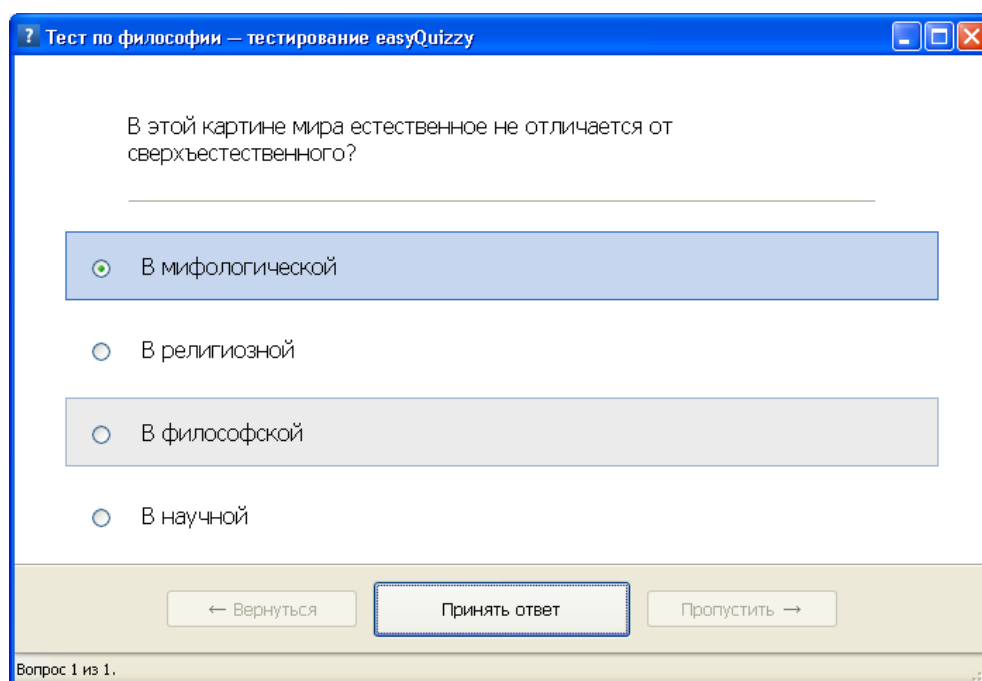 Тест по философии — тестирование easyQuizzy
В этой картине мира естественное не отличается от
сверхъестественного?
В мифологической
В религиозной
В философской
В научной
← Вернуться
Принять ответ
Пропустить →
Вопрос 1 из 1.